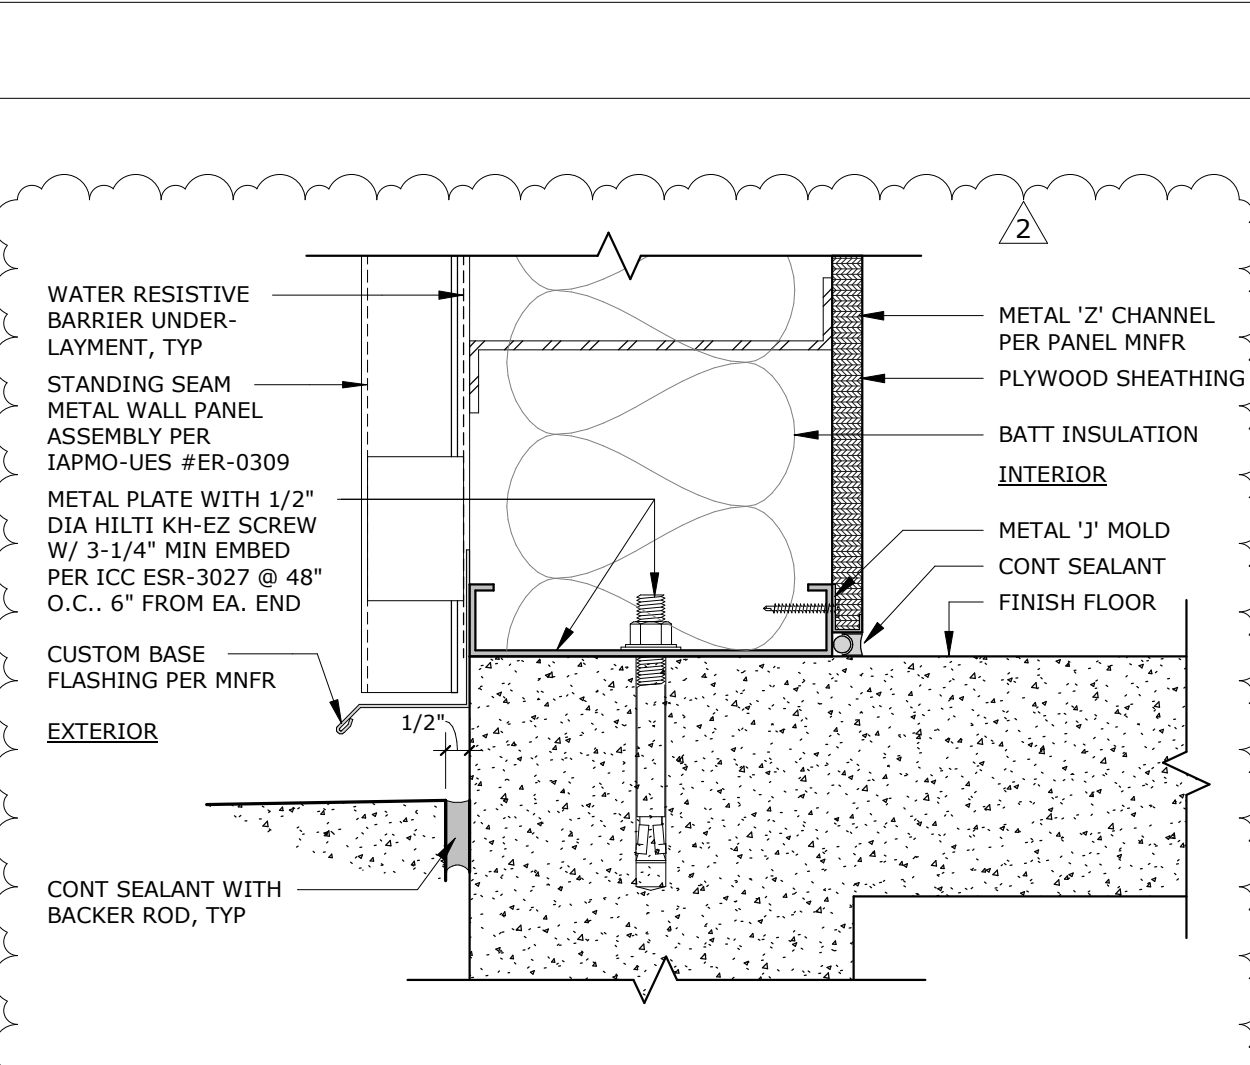 2
WATER RESISTIVE
BARRIER UNDER-
LAYMENT, TYP
STANDING SEAM
METAL WALL PANEL
ASSEMBLY PER
IAPMO-UES #ER-0309
METAL PLATE WITH 1/2"
DIA HILTI KH-EZ SCREW
W/ 3-1/4" MIN EMBED
PER ICC ESR-3027 @ 48"
O.C.. 6" FROM EA. END
CUSTOM BASE
FLASHING PER MNFR
EXTERIOR
1/2"
CONT SEALANT WITH
BACKER ROD, TYP
METAL 'Z' CHANNEL
PER PANEL MNFR
PLYWOOD SHEATHING
BATT INSULATION
INTERIOR
METAL 'J' MOLD
CONT SEALANT
FINISH FLOOR